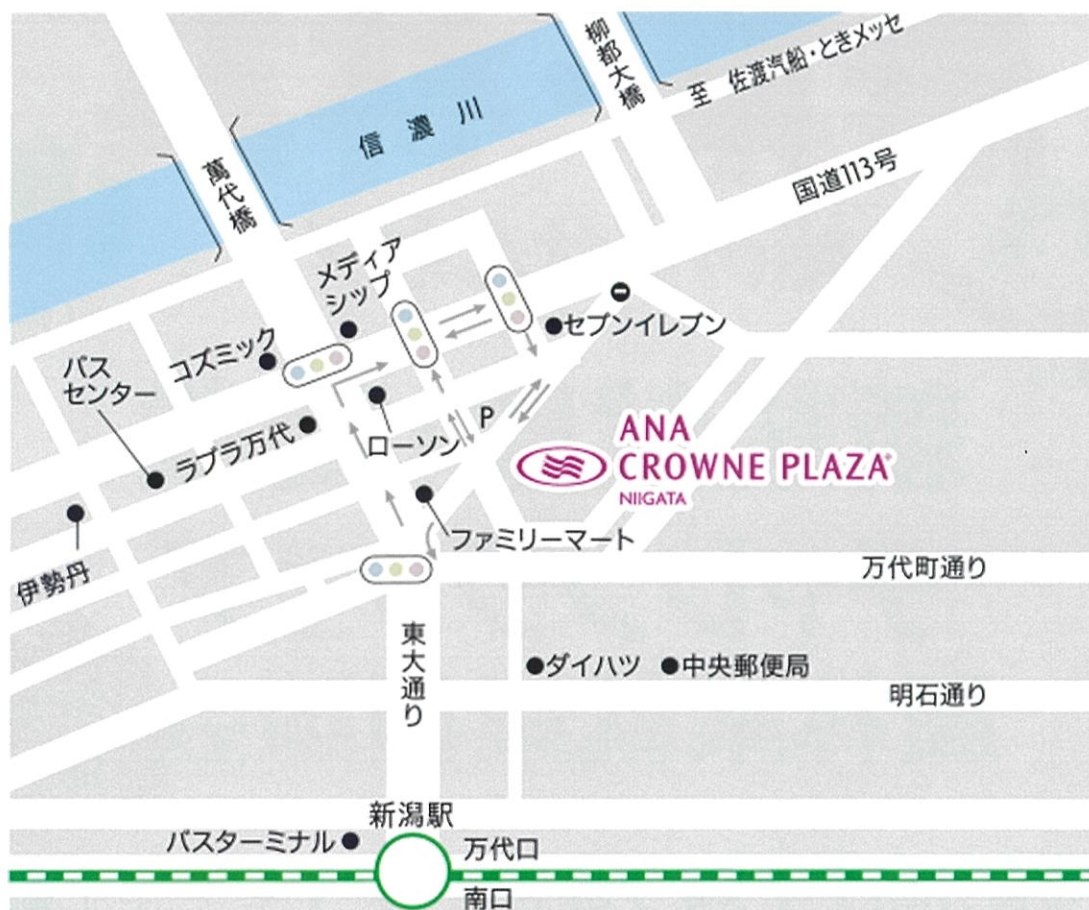 柳都大橋
至 佐渡汽船・ときメッセ
信濃川
萬代橋
国道113号
メディア
シップ
セブンイレブン
コズミック
バス
センター
ラブラ万代
ローソン
P
ANA
CROWNE PLAZA
NIIGATA
伊勢丹
ファミリーマート
万代町通り
東大通り
ダイハツ
中央郵便局
明石通り
新潟駅
バスターミナル
万代口
南口